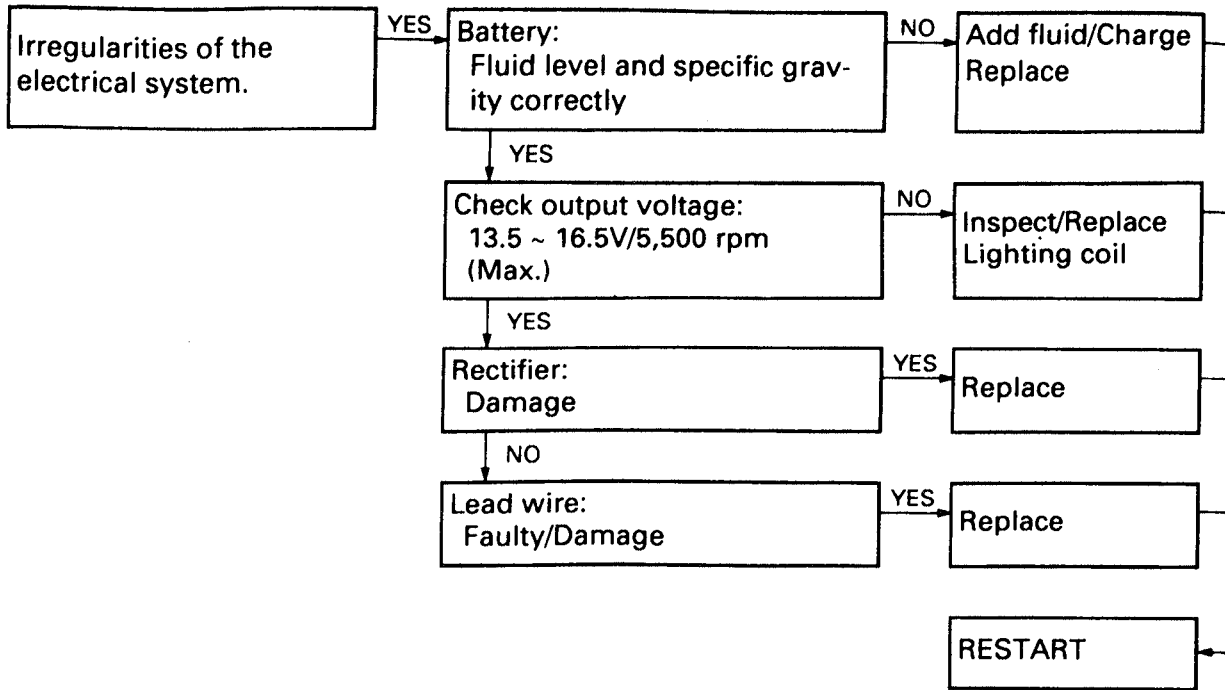 Irregularities of the
electrical system.
YES
Battery:
Fluid level and specific grav-
ity correctly
NO
Add fluid/Charge
Replace
YES
Check output voltage:
13.5 ~ 16.5V/5,500 rpm
(Max.)
NO
Inspect/Replace
Lighting coil
YES
Rectifier:
Damage
YES
Replace
NO
Lead wire:
Faulty/Damage
YES
Replace
RESTART